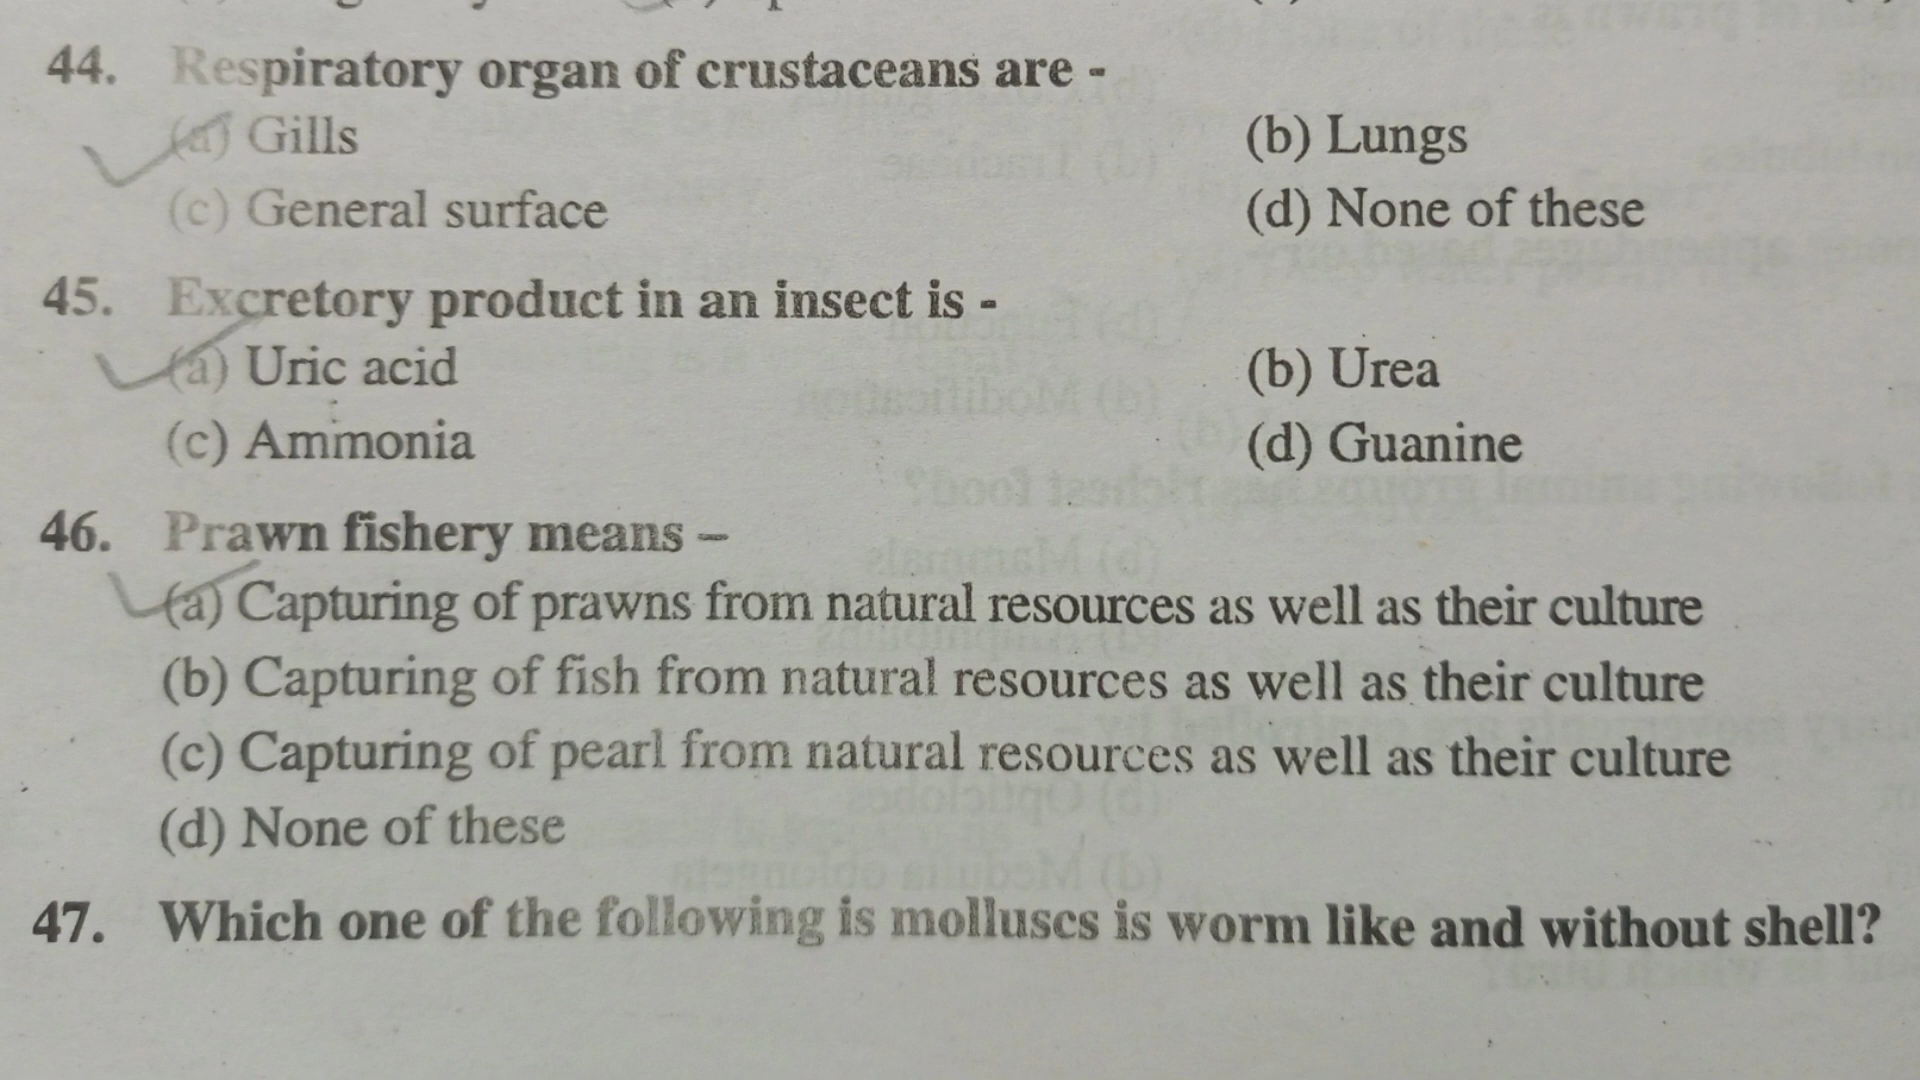 44. Respiratory organ of crustaceans are -
(a) Gills (b) Lungs
(c) General surface (d) None of these
45. Excretory product in an insect is -
(a) Uric acid (b) Urea
(c) Ammonia (d) Guanine
46. Prawn fishery means –
(a) Capturing of prawns from natural resources as well as their culture
(b) Capturing of fish from natural resources as well as their culture
(c) Capturing of pearl from natural resources as well as their culture
(d) None of these
47. Which one of the following is molluscs is worm like and without shell?